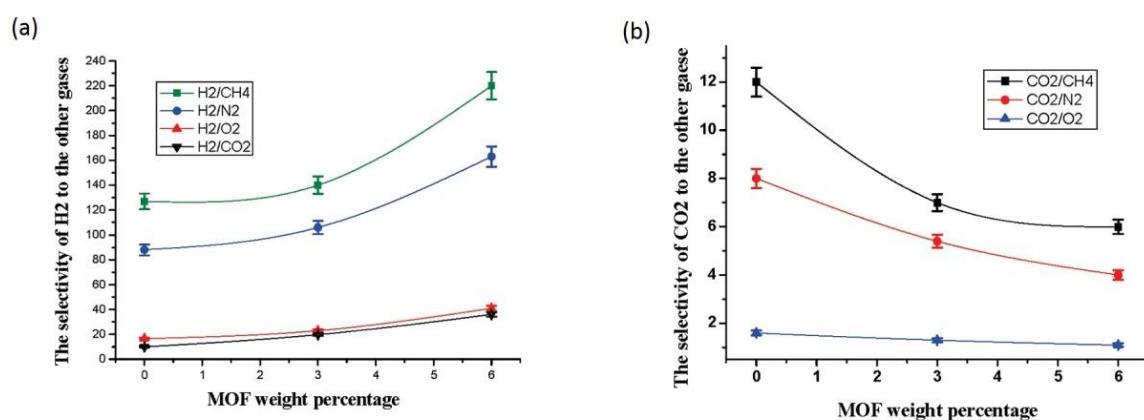 (a)
The selectivity of H2 to the other gaises
240
220
200
180
160
140
120
100
80
60
40
20
0
H2/CH4
H2/N2
H2/O2
H2/CO2
0 1 2 3 4 5 6
MOF weight percentage
(b)
The selectivity of CO2 to the other gaese
12
10
8
6
4
2
CO2/CH4
CO2/N2
CO2/O2
0 1 2 3 4 5 6
MOF weight percentage